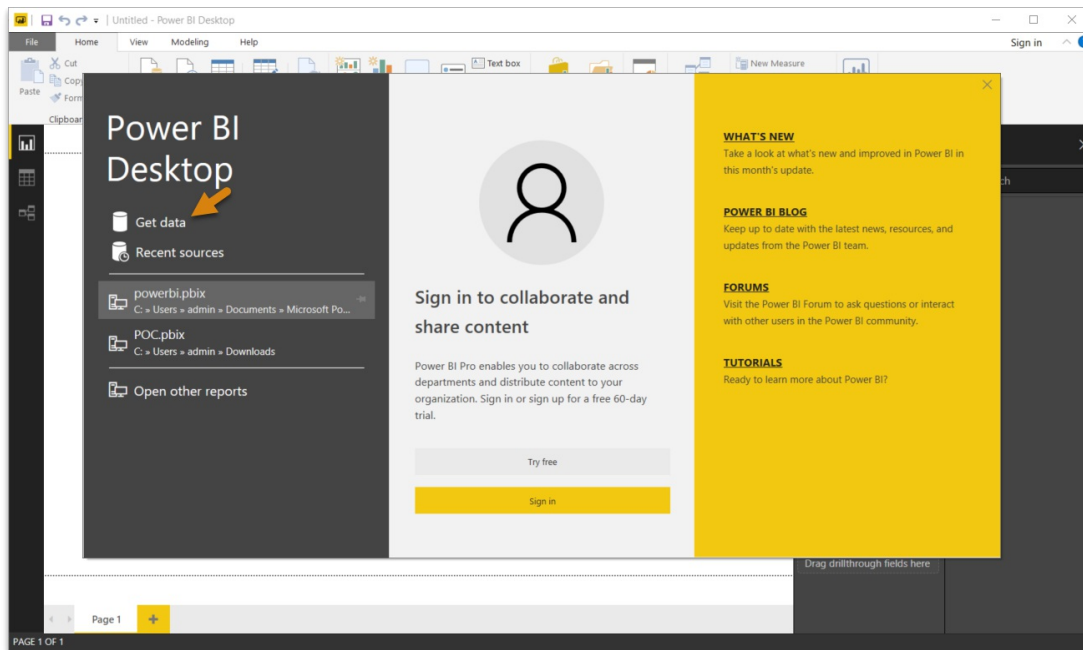 Untitled - Power BI Desktop
File Home View Modeling Help Sign in
Cut
Copy
Paste
Text box
New Measure
Power BI
Desktop
Get data
Recent sources
powerbi.pbix
C: » Users » admin » Documents » Microsoft Po...
POC.pbix
C: » Users » admin » Downloads
Open other reports
Sign in to collaborate and
share content
Power BI Pro enables you to collaborate across
departments and distribute content to your
organization. Sign in or sign up for a free 60-day
trial.
Try free
Sign in
WHAT'S NEW
Take a look at what's new and improved in Power BI in
this month's update.
POWER BI BLOG
Keep up to date with the latest news, resources, and
updates from the Power BI team.
FORUMS
Visit the Power BI Forum to ask questions or interact
with other users in the Power BI community.
TUTORIALS
Ready to learn more about Power BI?
Drag drillthrough fields here
Page 1
PAGE 1 OF 1